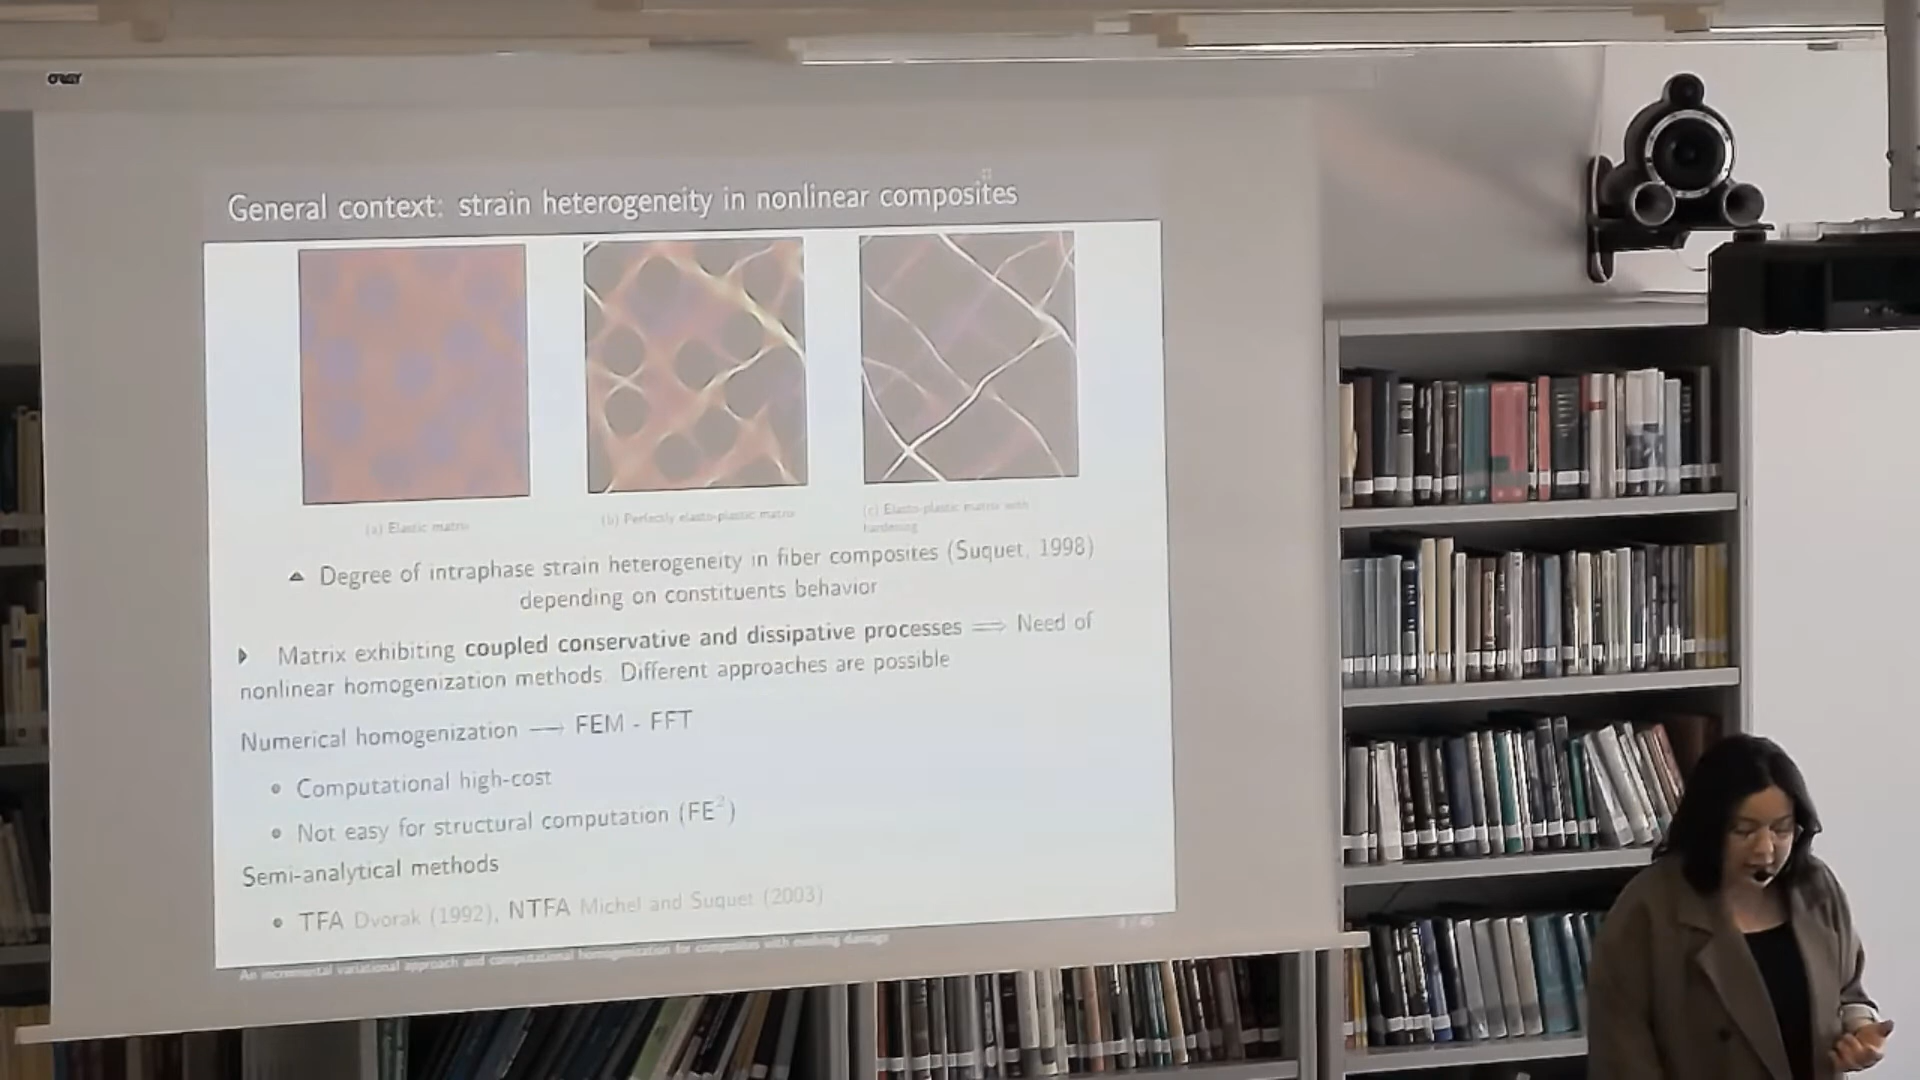 ORAY
General context: strain heterogeneity in nonlinear composites
(a) Elastic matrix
(b) Perfectly elasto-plastic matrix
(c) Elasto-plastic matrix with
hardening
Degree of intraphase strain heterogeneity in fiber composites (Suquet, 1998)
depending on constituents behavior
Matrix exhibiting coupled conservative and dissipative processes ⟹ Need of
nonlinear homogenization methods. Different approaches are possible
Numerical homogenization ⟶ FEM - FFT
Computational high-cost
Not easy for structural computation (FE²)
Semi-analytical methods
TFA Dvorak (1992), NTFA Michel and Suquet (2003)
An incremental variational approach and computational homogenization for composites with evolving damage